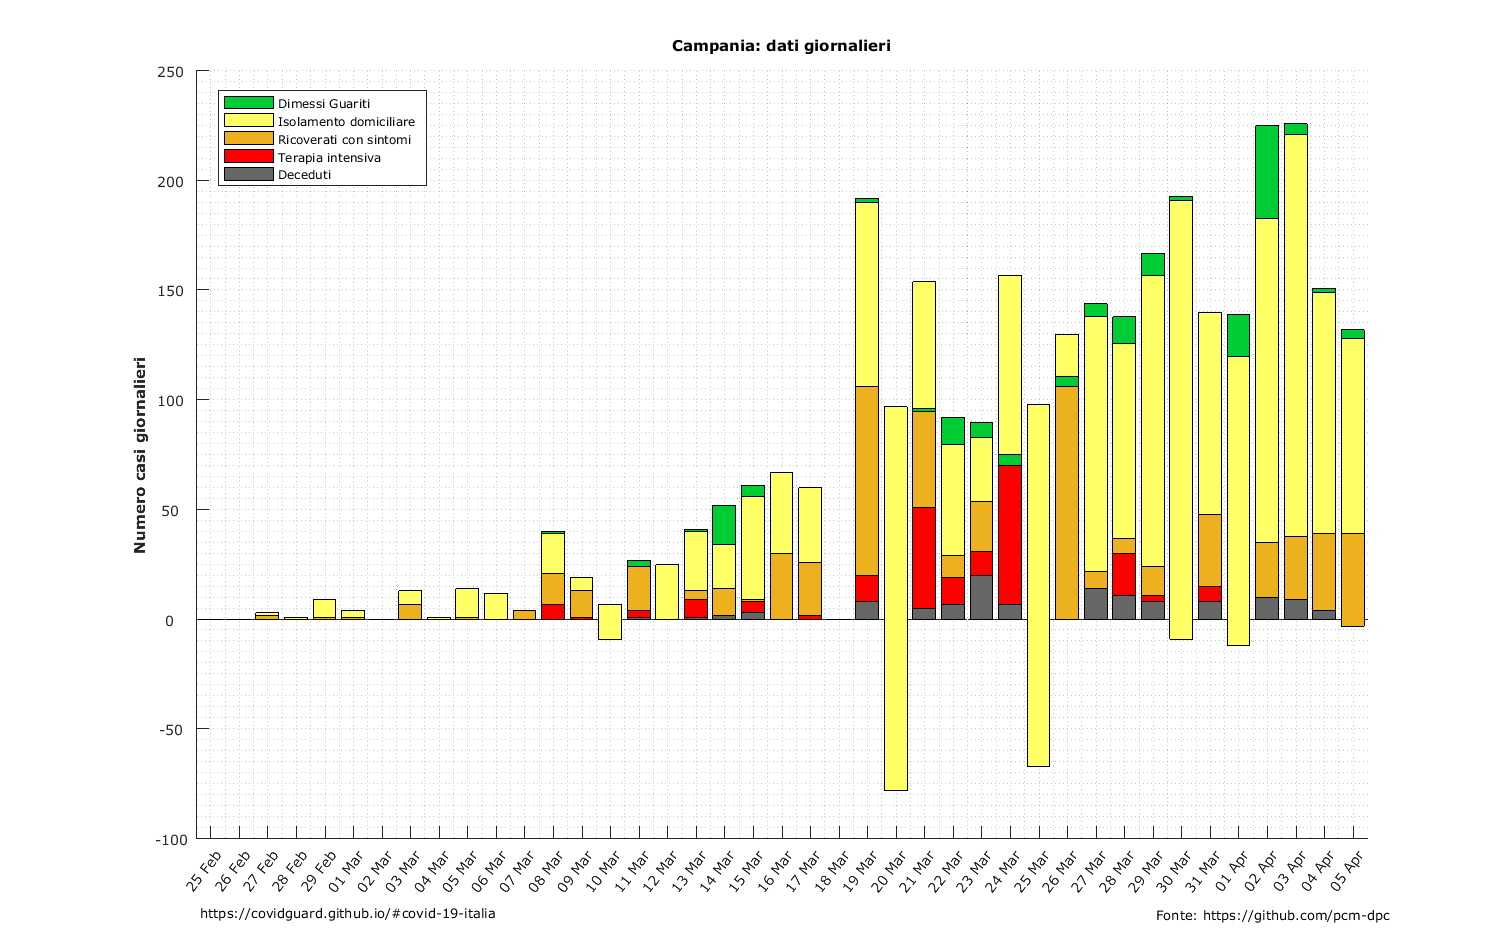 Campania: dati giornalieri
250
200
150
100
50
0
-50
-100
Numero casi giornalieri
Dimessi Guariti
Isolamento domiciliare
Ricoverati con sintomi
Terapia intensiva
Deceduti
25 Feb
26 Feb
27 Feb
28 Feb
29 Feb
01 Mar
02 Mar
03 Mar
04 Mar
05 Mar
06 Mar
07 Mar
08 Mar
09 Mar
10 Mar
11 Mar
12 Mar
13 Mar
14 Mar
15 Mar
16 Mar
17 Mar
18 Mar
19 Mar
20 Mar
21 Mar
22 Mar
23 Mar
24 Mar
25 Mar
26 Mar
27 Mar
28 Mar
29 Mar
30 Mar
31 Mar
01 Apr
02 Apr
03 Apr
04 Apr
05 Apr
https://covidguard.github.io/#covid-19-italia
Fonte: https://github.com/pcm-dpc